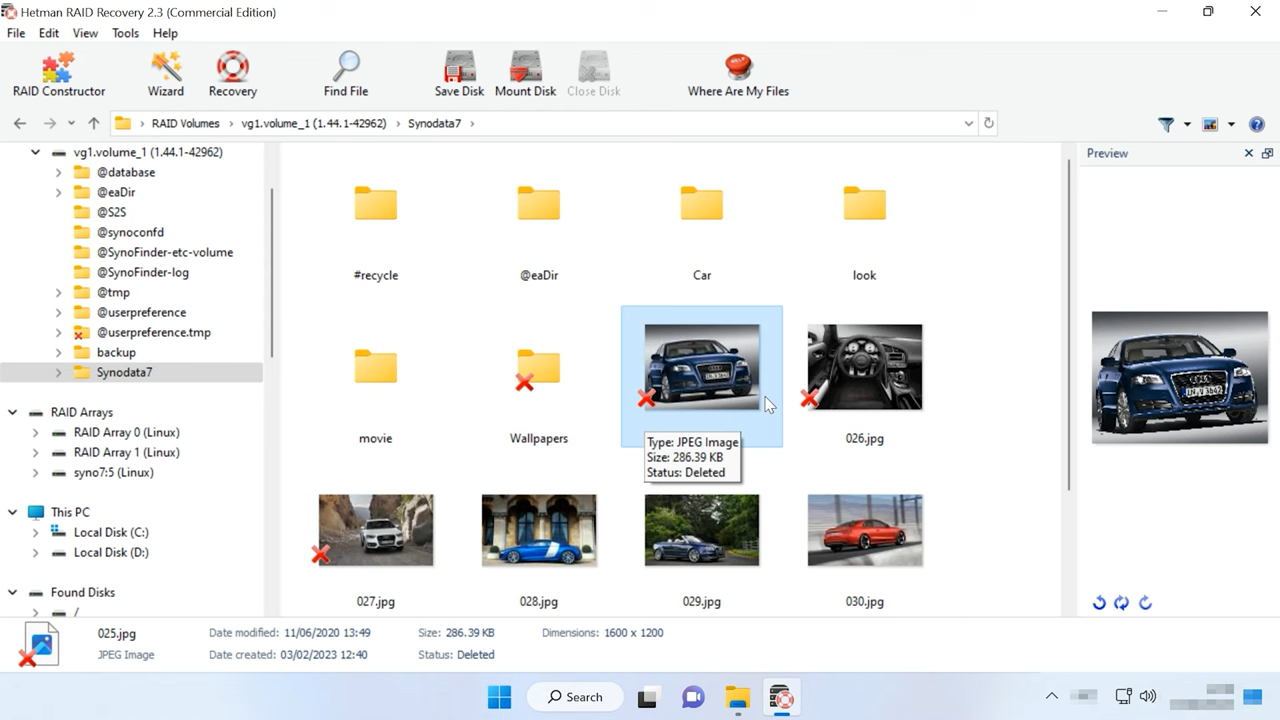 Hetman RAID Recovery 2.3 (Commercial Edition)
File Edit View Tools Help
RAID Constructor Wizard Recovery Find File Save Disk Mount Disk Close Disk Where Are My Files
RAID Volumes › vg1.volume_1 (1.44.1-42962) › Synodata7 ›
vg1.volume_1 (1.44.1-42962)
@database
@eaDir
@S2S
@synoconfd
@SynoFinder-etc-volume
@SynoFinder-log
@tmp
@userpreference
@userpreference.tmp
backup
Synodata7
RAID Arrays
RAID Array 0 (Linux)
RAID Array 1 (Linux)
syno7:5 (Linux)
This PC
Local Disk (C:)
Local Disk (D:)
Found Disks
/
#recycle @eaDir Car look
movie Wallpapers 026.jpg
Type: JPEG Image
Size: 286.39 KB
Status: Deleted
027.jpg 028.jpg 029.jpg 030.jpg
Preview
025.jpg Date modified: 11/06/2020 13:49 Size: 286.39 KB Dimensions: 1600 x 1200
JPEG Image Date created: 03/02/2023 12:40 Status: Deleted
Search